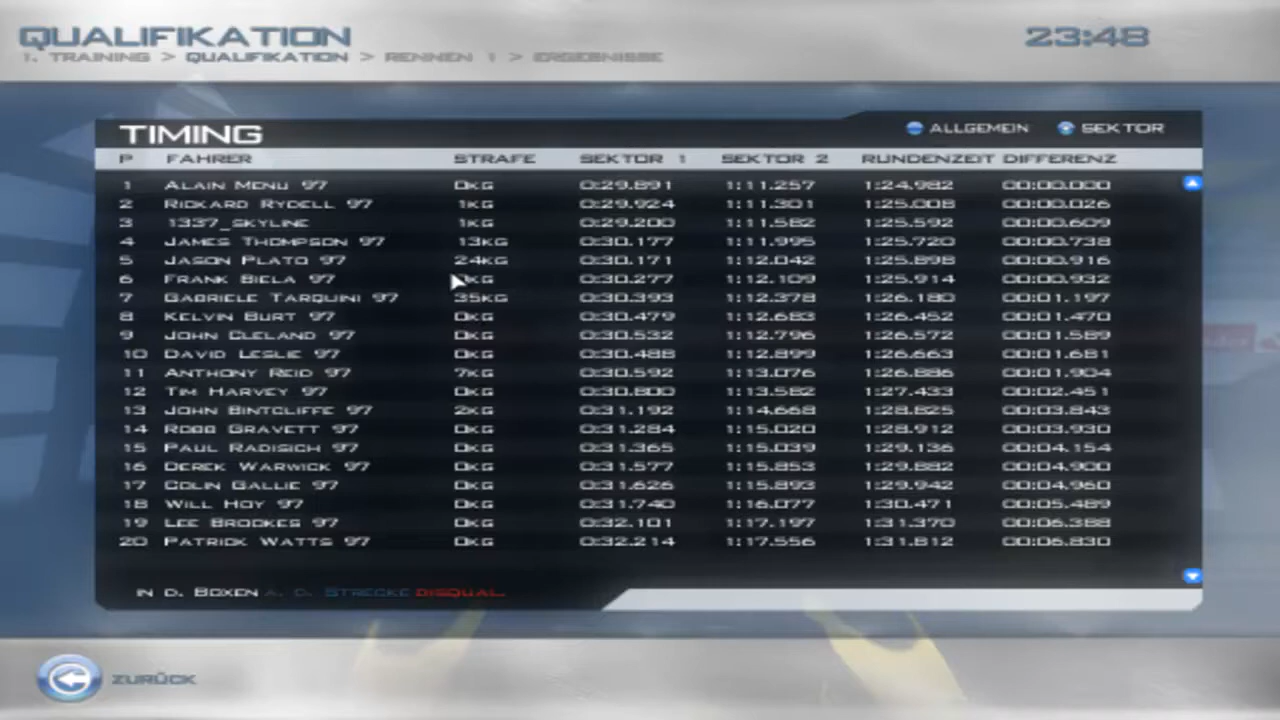 QUALIFIKATION 23:48
1. TRAINING > QUALIFIKATION > RENNEN 1 > ERGEBNISSE
TIMING ALLGEMEIN SEKTOR
P FAHRER STRAFE SEKTOR 1 SEKTOR 2 RUNDENZEIT DIFFERENZ
1 ALAIN MENU 97 0KG 0:29.891 1:11.257 1:24.982 00:00.000
2 RICKARD RYDELL 97 1KG 0:29.924 1:11.301 1:25.008 00:00.026
3 1337_SKYLINE 1KG 0:29.200 1:11.582 1:25.592 00:00.609
4 JAMES THOMPSON 97 13KG 0:30.177 1:11.995 1:25.720 00:00.738
5 JASON PLATO 97 24KG 0:30.171 1:12.042 1:25.898 00:00.916
6 FRANK BIELA 97 KG 0:30.277 1:12.109 1:25.914 00:00.932
7 GABRIELE TARQUINI 97 35KG 0:30.393 1:12.378 1:26.180 00:01.197
8 KELVIN BURT 97 0KG 0:30.479 1:12.683 1:26.452 00:01.470
9 JOHN CLELAND 97 0KG 0:30.532 1:12.796 1:26.572 00:01.589
10 DAVID LESLIE 97 0KG 0:30.488 1:12.899 1:26.663 00:01.681
11 ANTHONY REID 97 7KG 0:30.592 1:13.076 1:26.886 00:01.904
12 TIM HARVEY 97 0KG 0:30.800 1:13.582 1:27.433 00:02.451
13 JOHN BINTCLIFFE 97 2KG 0:31.192 1:14.668 1:28.825 00:03.843
14 ROBB GRAVETT 97 0KG 0:31.284 1:15.020 1:28.912 00:03.930
15 PAUL RADISICH 97 0KG 0:31.365 1:15.039 1:29.136 00:04.154
16 DEREK WARWICK 97 0KG 0:31.577 1:15.853 1:29.882 00:04.900
17 COLIN GALLIE 97 0KG 0:31.626 1:15.893 1:29.942 00:04.960
18 WILL HOY 97 0KG 0:31.740 1:16.077 1:30.471 00:05.489
19 LEE BROOKES 97 0KG 0:32.101 1:17.197 1:31.370 00:06.388
20 PATRICK WATTS 97 0KG 0:32.214 1:17.556 1:31.812 00:06.830
IN D. BOXEN A. D. STRECKE DISQUAL.
ZURÜCK